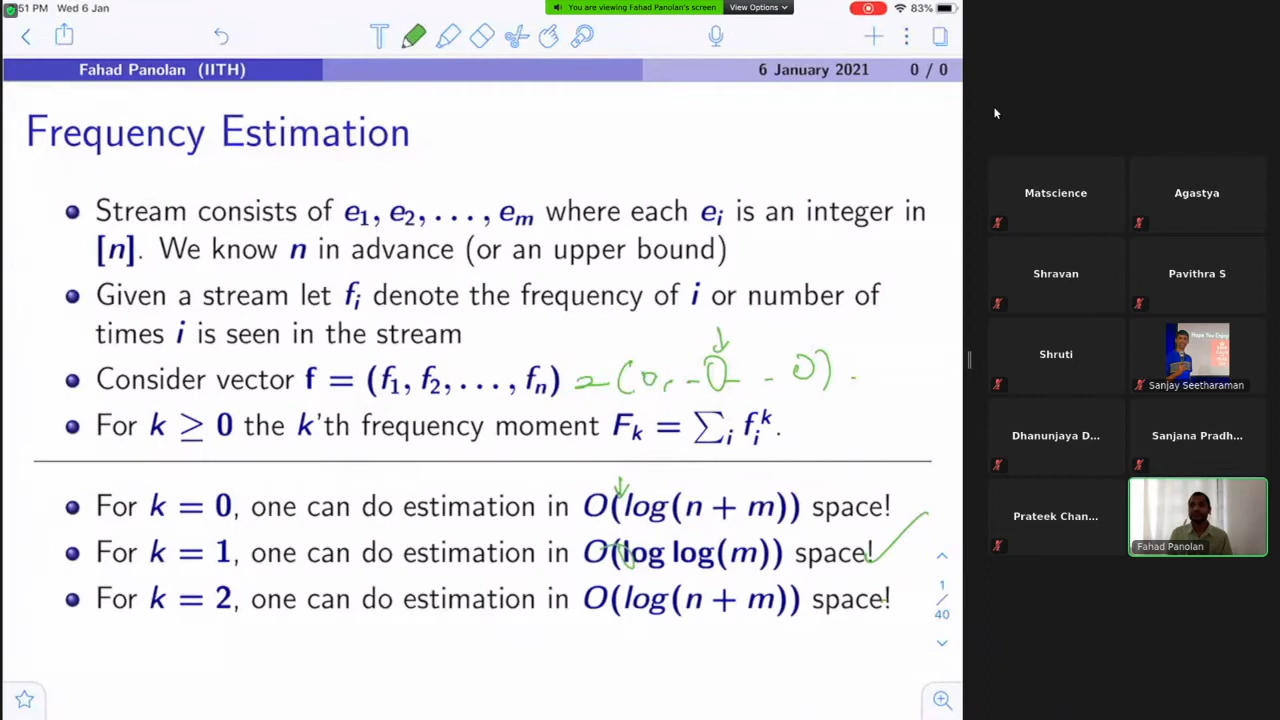 :51 PM Wed 6 Jan
You are viewing Fahad Panolan's screen
View Options
83%
Fahad Panolan (IITH)
6 January 2021 0 / 0
Frequency Estimation
Stream consists of e1, e2, . . . , em where each ei is an integer in
[n]. We know n in advance (or an upper bound)
Given a stream let fi denote the frequency of i or number of
times i is seen in the stream
Consider vector f = (f1, f2, . . . , fn) = (0, - 0 - 0)
For k ≥ 0 the k'th frequency moment Fk = ∑i fi^k.
For k = 0, one can do estimation in O(log(n + m)) space!
For k = 1, one can do estimation in O(log log(m)) space!
For k = 2, one can do estimation in O(log(n + m)) space!
1
/
40
Matscience
Agastya
Shravan
Pavithra S
Shruti
Sanjay Seetharaman
Dhanunjaya D...
Sanjana Pradh...
Prateek Chan...
Fahad Panolan